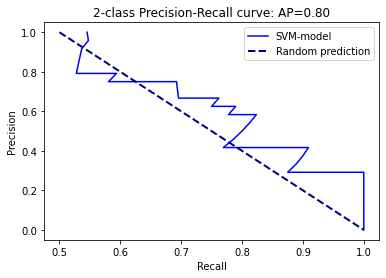 2-class Precision-Recall curve: AP=0.80
SVM-model
Random prediction
Precision
1.0
0.8
0.6
0.4
0.2
0.0
0.5 0.6 0.7 0.8 0.9 1.0
Recall